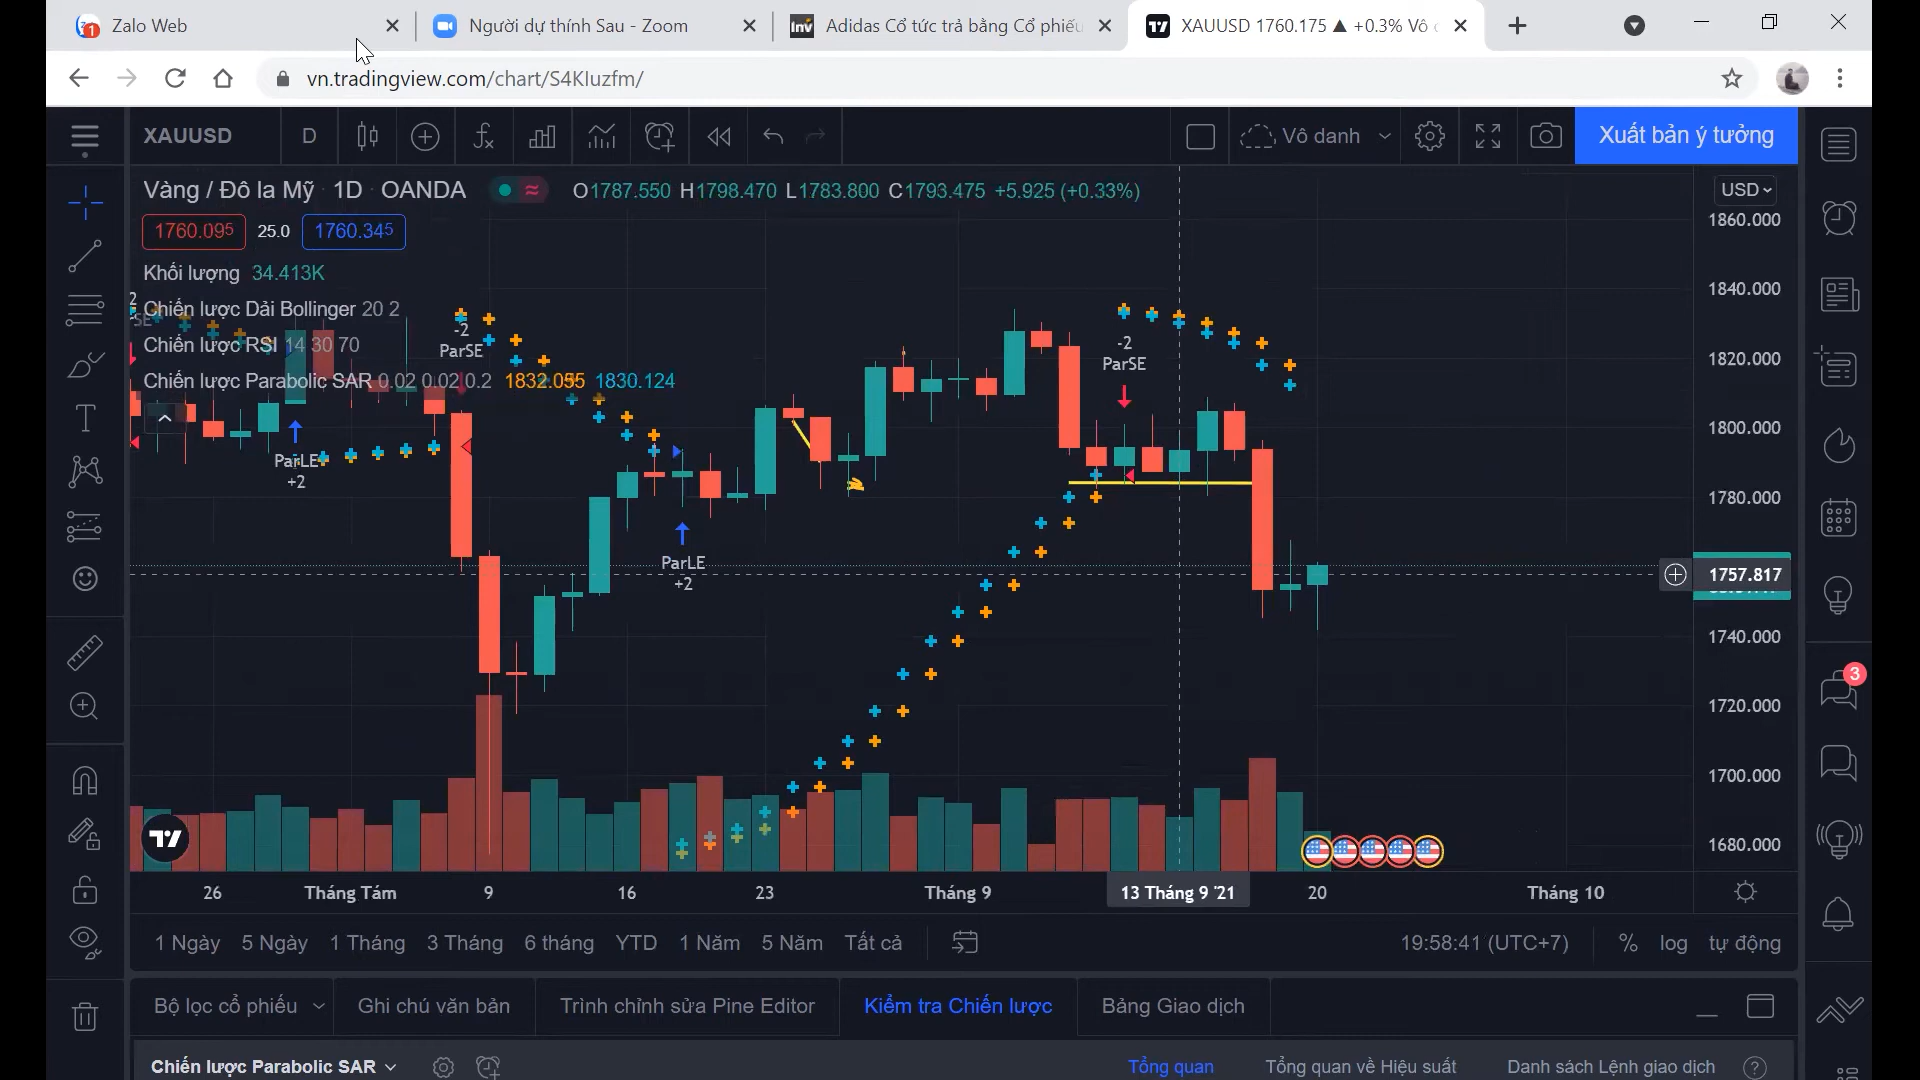 Zalo Web
Người dự thính Sau - Zoom
Adidas Cổ tức trả bằng Cổ phiếu
XAUUSD 1760.175 ▲ +0.3% Vô
vn.tradingview.com/chart/S4KIuzfm/
XAUUSD
D
Vô danh
Xuất bản ý tưởng
Vàng / Đô la Mỹ · 1D · OANDA
O1787.550 H1798.470 L1783.800 C1793.475 +5.925 (+0.33%)
USD
1760.095
25.0
1760.345
Khối lượng 34.413K
Chiến lược Dải Bollinger 20 2
Chiến lược RSI 14 30 70
Chiến lược Parabolic SAR 0.02 0.02 0.2 1832.055 1830.124
-2
ParSE
-2
ParSE
ParLE
+2
ParLE
+2
1860.000
1840.000
1820.000
1800.000
1780.000
1757.817
1740.000
1720.000
1700.000
1680.000
3
26
Tháng Tám
9
16
23
Tháng 9
13 Tháng 9 '21
20
Tháng 10
1 Ngày
5 Ngày
1 Tháng
3 Tháng
6 tháng
YTD
1 Năm
5 Năm
Tất cả
19:58:41 (UTC+7)
%
log
tự động
Bộ lọc cổ phiếu
Ghi chú văn bản
Trình chỉnh sửa Pine Editor
Kiểm tra Chiến lược
Bảng Giao dịch
Chiến lược Parabolic SAR
Tổng quan
Tổng quan về Hiệu suất
Danh sách Lệnh giao dịch